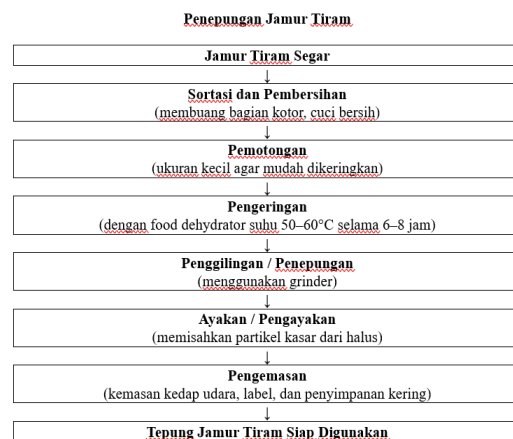 Penepungan Jamur Tiram
Jamur Tiram Segar
↓
Sortasi dan Pembersihan
(membuang bagian kotor, cuci bersih)
↓
Pemotongan
(ukuran kecil agar mudah dikeringkan)
↓
Pengeringan
(dengan food dehydrator suhu 50–60°C selama 6–8 jam)
↓
Penggilingan / Penepungan
(menggunakan grinder)
↓
Ayakan / Pengayakan
(memisahkan partikel kasar dari halus)
↓
Pengemasan
(kemasan kedap udara, label, dan penyimpanan kering)
↓
Tepung Jamur Tiram Siap Digunakan